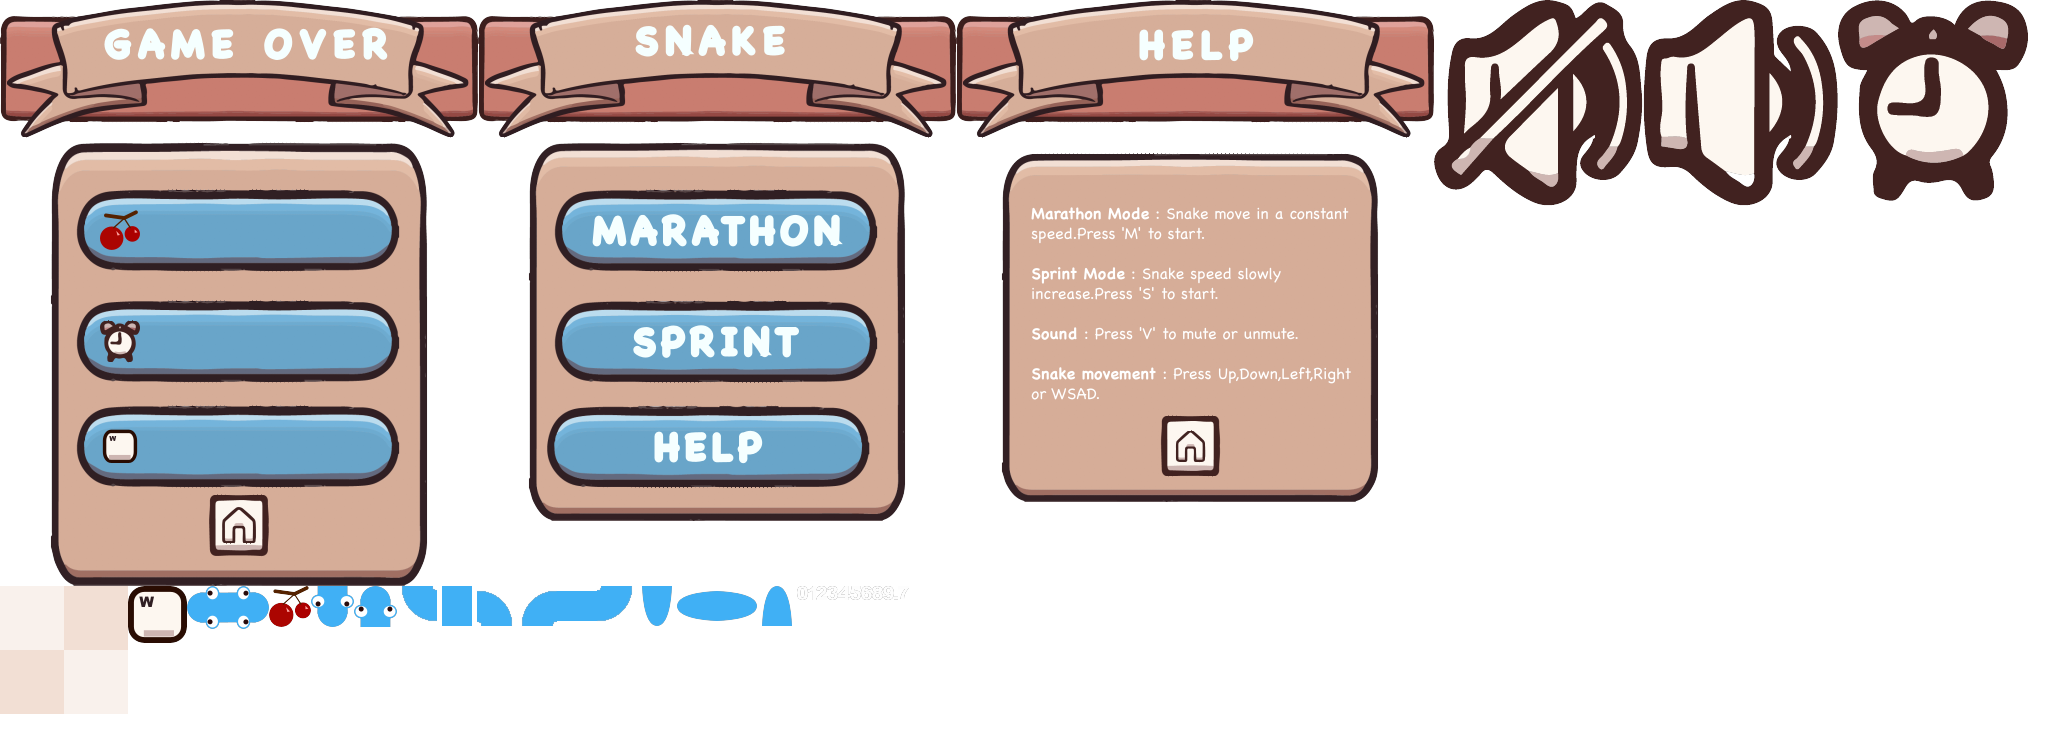 GAME OVER
SNAKE
HELP
MARATHON
SPRINT
HELP
Marathon Mode : Snake move in a constant
speed.Press 'M' to start.
Sprint Mode : Snake speed slowly
increase.Press 'S' to start.
Sound : Press 'V' to mute or unmute.
Snake movement : Press Up,Down,Left,Right
or WSAD.
W
W